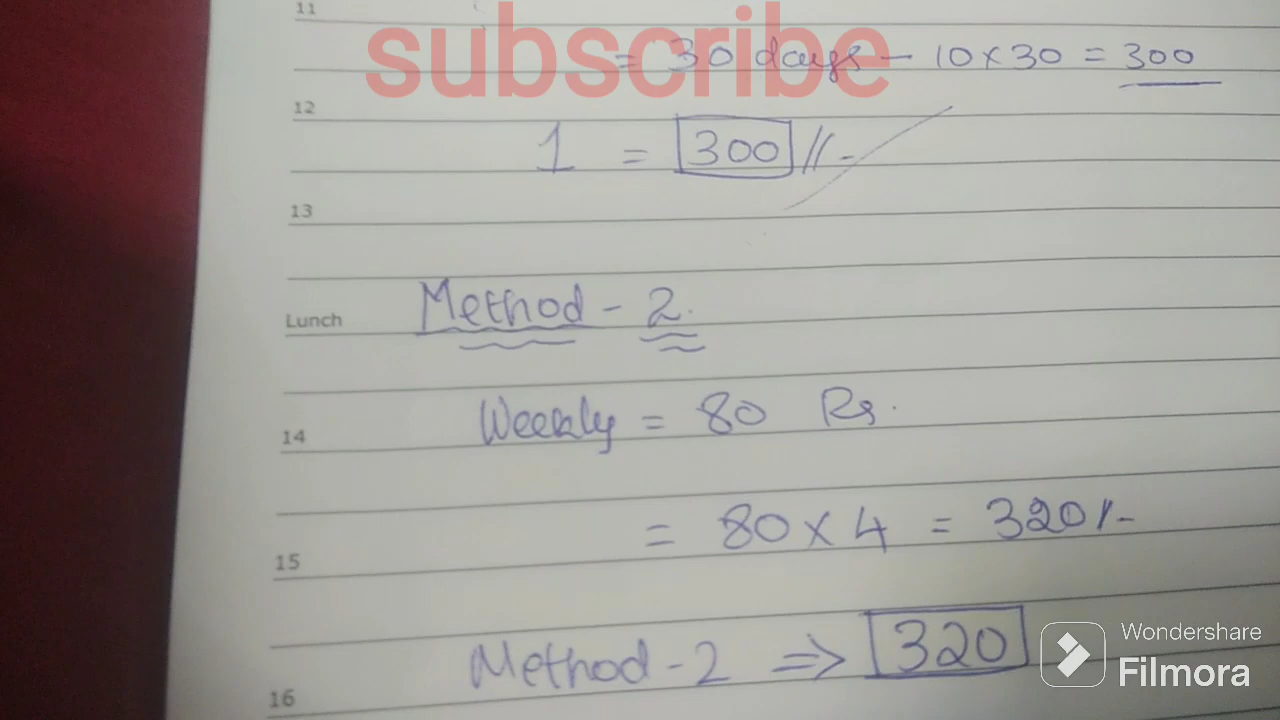 11
subscribe
= 30 days - 10 x 30 = 300
12
1 = 300 //-
13
Lunch
Method - 2.
14
Weekly = 80 Rs.
15
= 80 x 4 = 320/-
16
Method - 2 => 320
Wondershare
Filmora